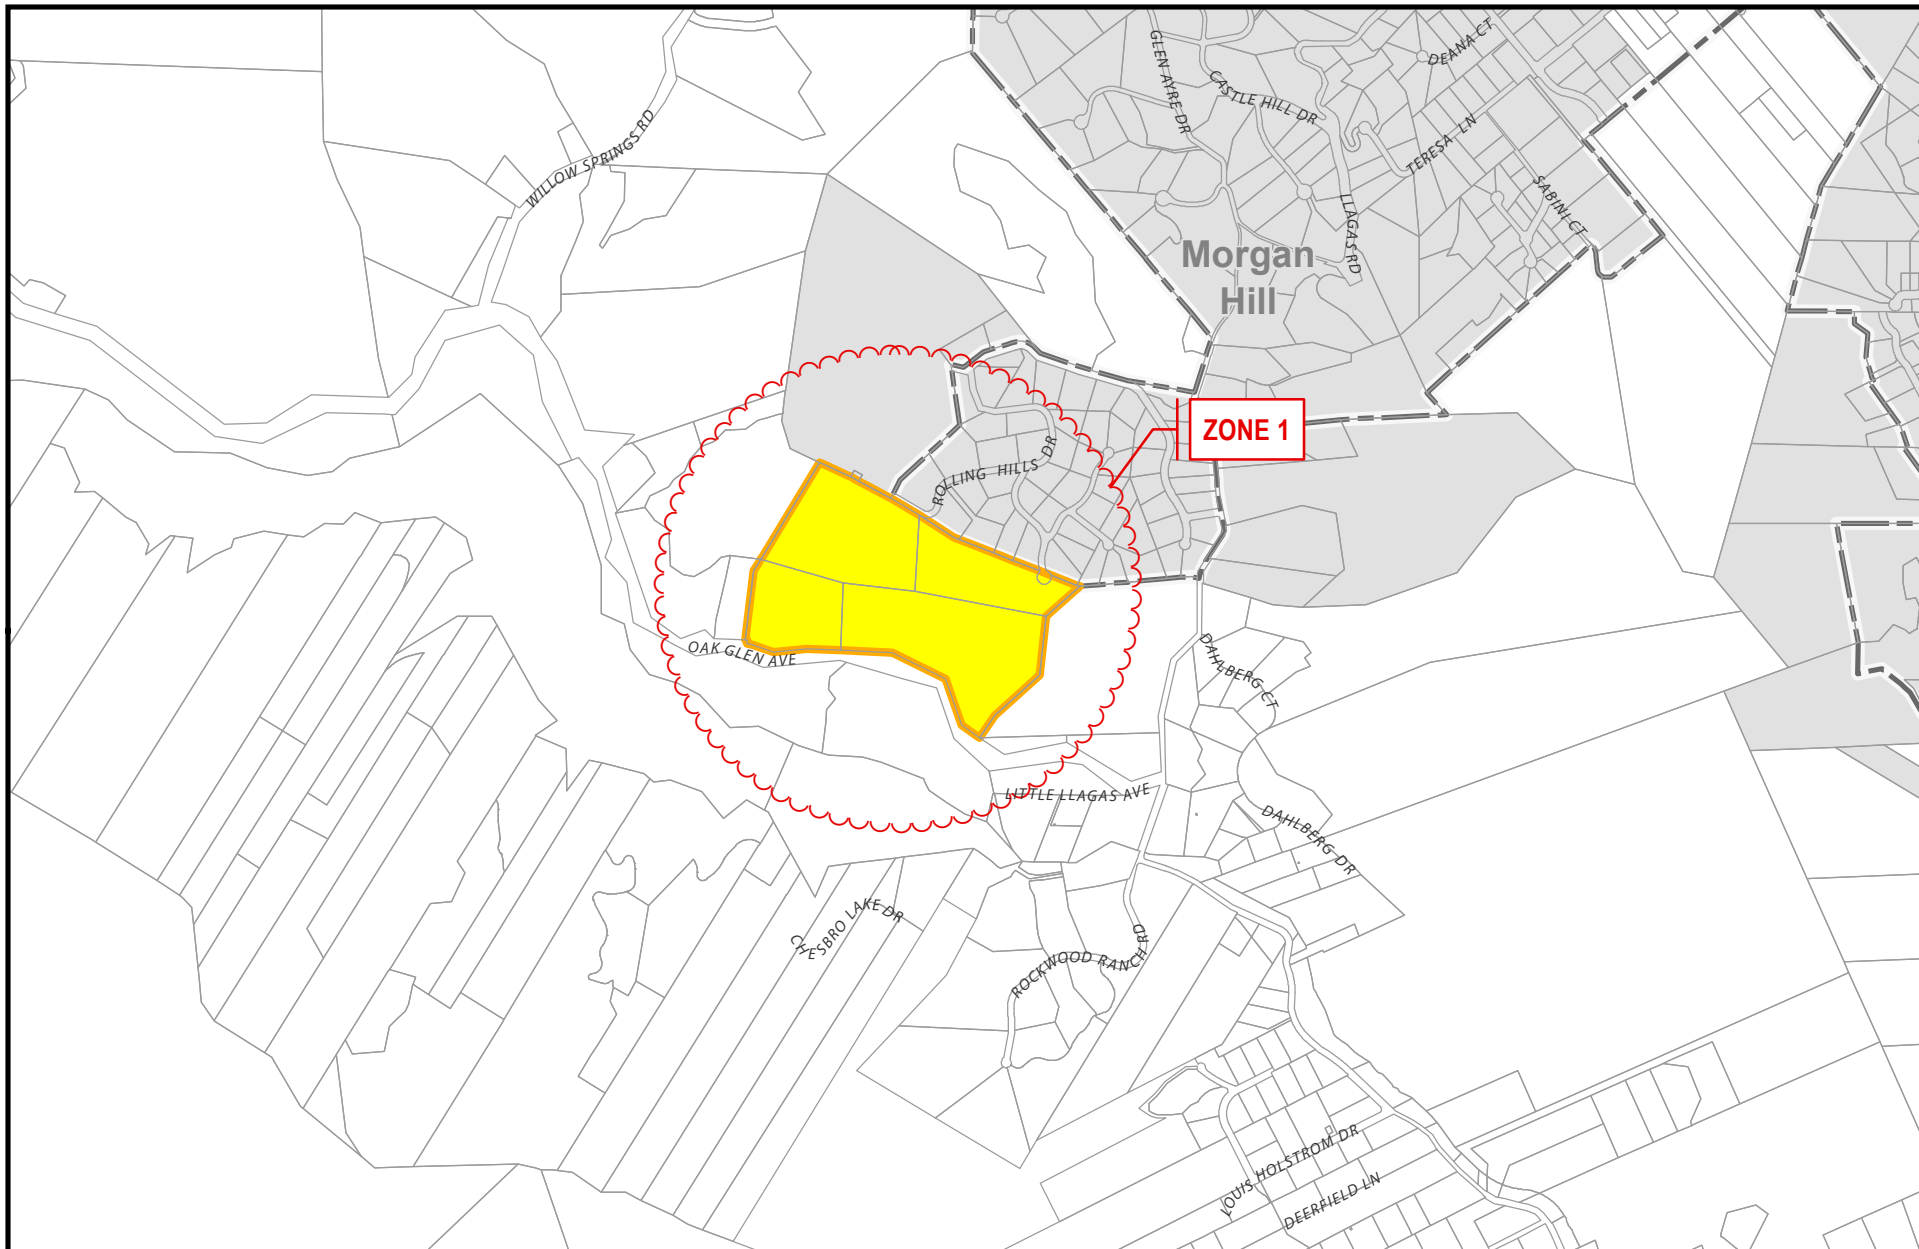 GLEN AYRE DR
CASTLE HILL DR
DEANA CT
TERESA LN
SABINI CT
LLAGAS RD
WILLOW SPRINGS RD
Morgan
Hill
ZONE 1
ROLLING HILLS DR
OAK GLEN AVE
DAHLBERG CT
LITTLE LLAGAS AVE
DAHLBERG DR
CHESBRO LAKE DR
ROCKWOOD RANCH RD
LOUIS HOLSTROM DR
DEERFIELD LN